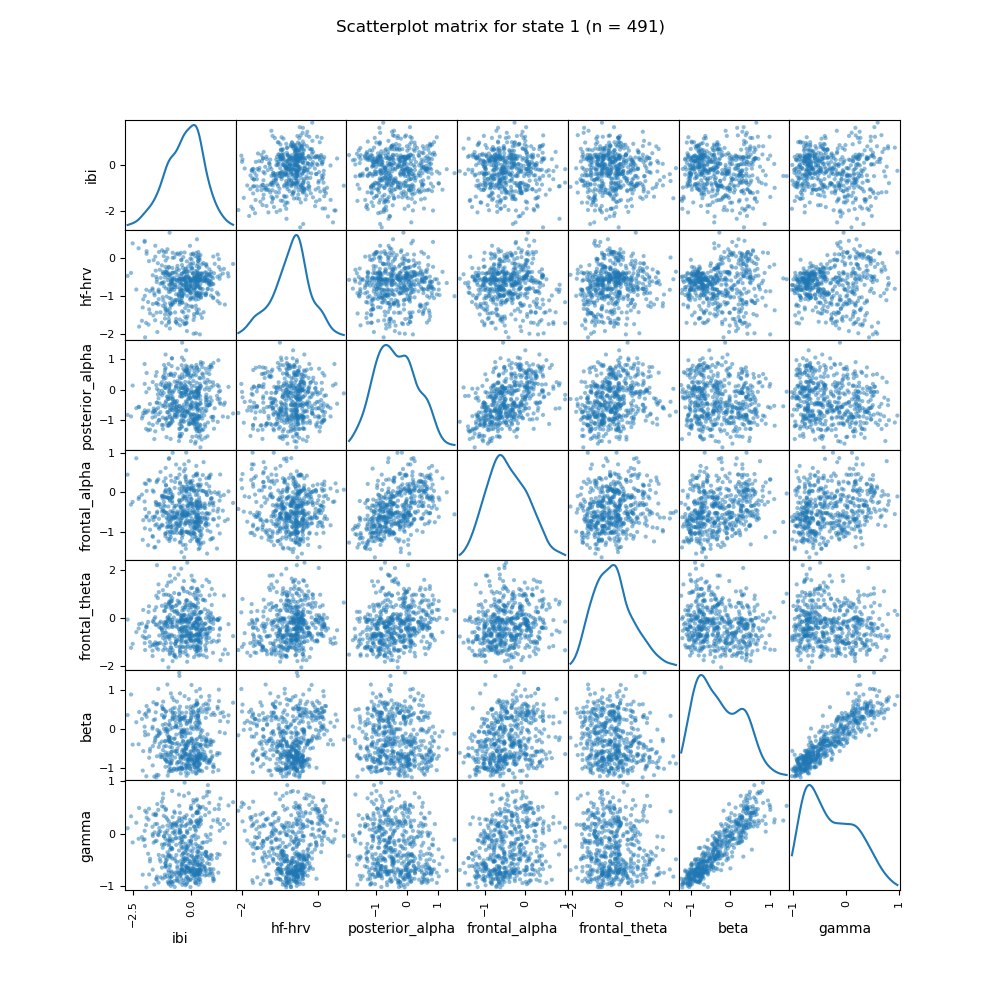 Scatterplot matrix for state 1 (n = 491)
ibi
0
-2
hf-hrv
0
−1
−2
posterior_alpha
1
0
−1
frontal_alpha
1
0
−1
frontal_theta
2
0
−2
beta
1
0
−1
gamma
1
0
−1
−2.5 0.0 −2 0 −1 0 1 −1 0 1 −2 0 2 −1 0 1 −1 0 1
ibi hf-hrv posterior_alpha frontal_alpha frontal_theta beta gamma